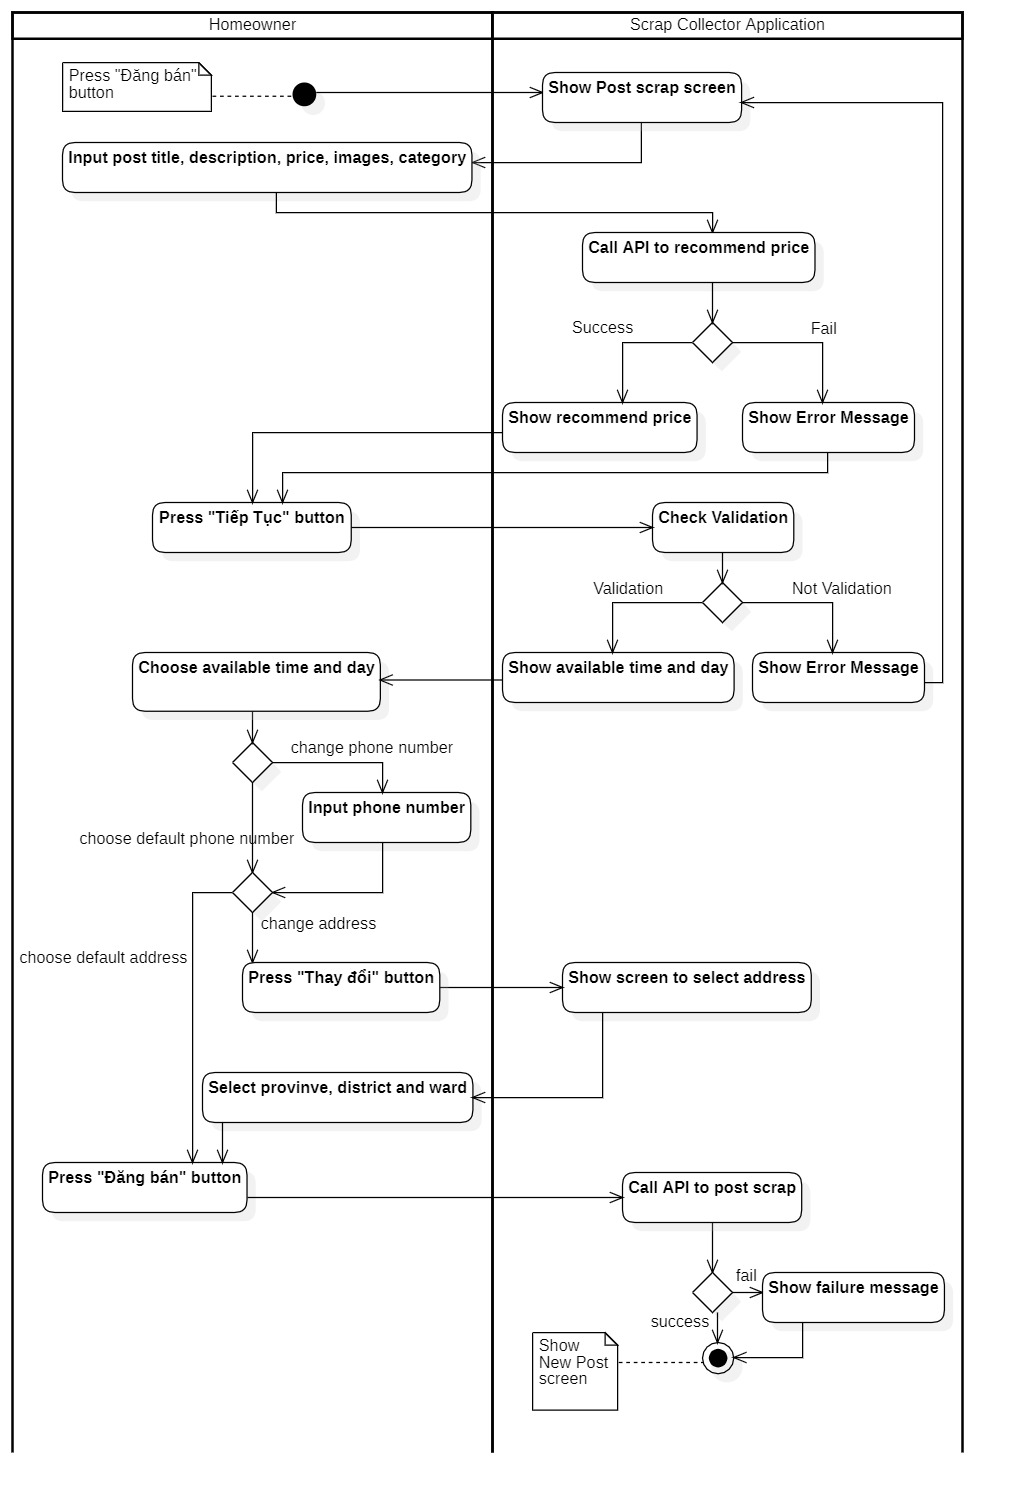 Homeowner
Scrap Collector Application
Press "Đăng bán"
button
Show Post scrap screen
Input post title, description, price, images, category
Call API to recommend price
Success
Fail
Show recommend price
Show Error Message
Press "Tiếp Tục" button
Check Validation
Validation
Not Validation
Choose available time and day
Show available time and day
Show Error Message
change phone number
Input phone number
choose default phone number
change address
choose default address
Press "Thay đổi" button
Show screen to select address
Select provinve, district and ward
Press "Đăng bán" button
Call API to post scrap
fail
Show failure message
success
Show
New Post
screen